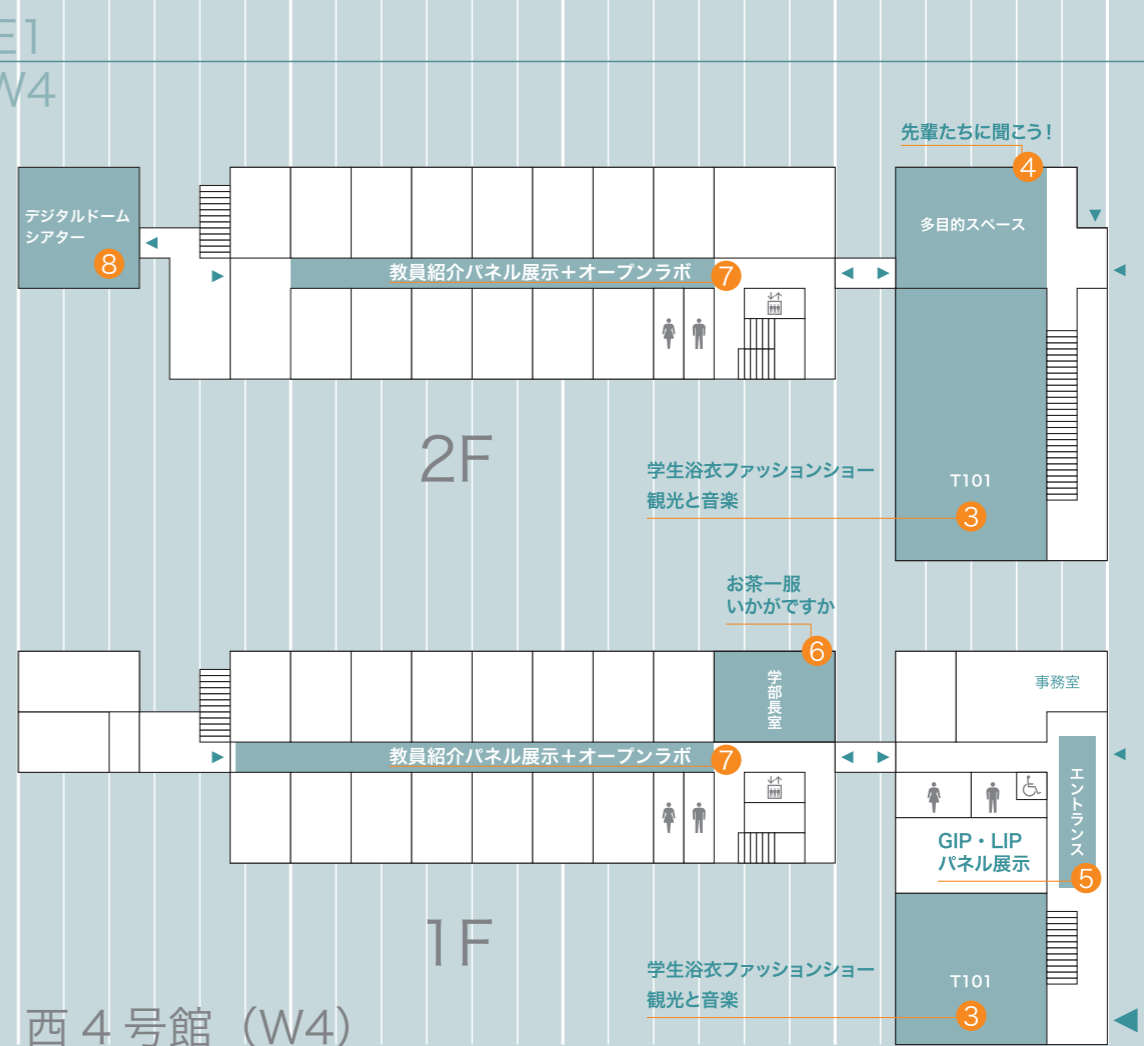 E1
W4
先輩たちに聞こう!
4
デジタルドーム
シアター
8
多目的スペース
教員紹介パネル展示+オープンラボ
7
2F
学生浴衣ファッションショー
観光と音楽
T101
3
お茶一服
いかがですか
6
学部長室
事務室
教員紹介パネル展示+オープンラボ
7
エントランス
GIP・LIP
パネル展示
5
1F
学生浴衣ファッションショー
観光と音楽
T101
3
西4号館(W4)